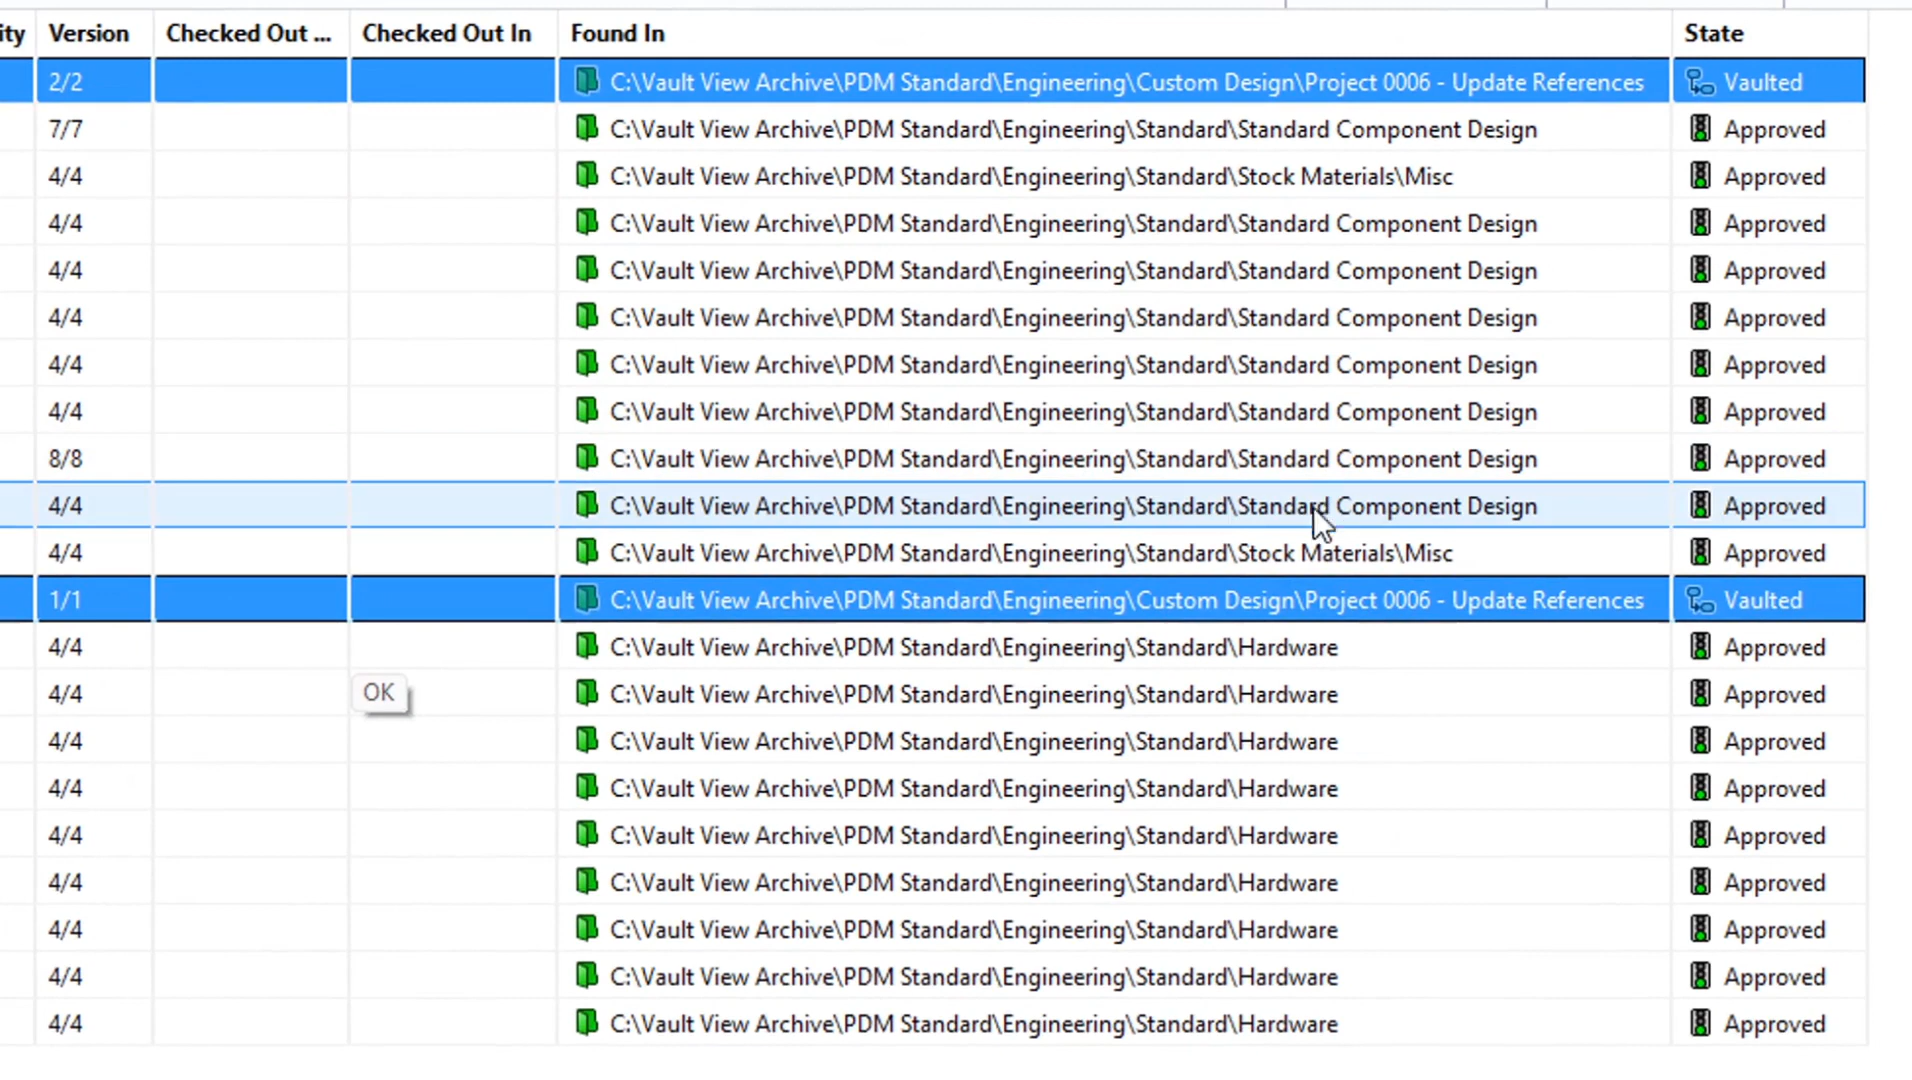 ity Version Checked Out ... Checked Out In Found In State
2/2 C:\Vault View Archive\PDM Standard\Engineering\Custom Design\Project 0006 - Update References Vaulted
7/7 C:\Vault View Archive\PDM Standard\Engineering\Standard\Standard Component Design Approved
4/4 C:\Vault View Archive\PDM Standard\Engineering\Standard\Stock Materials\Misc Approved
4/4 C:\Vault View Archive\PDM Standard\Engineering\Standard\Standard Component Design Approved
4/4 C:\Vault View Archive\PDM Standard\Engineering\Standard\Standard Component Design Approved
4/4 C:\Vault View Archive\PDM Standard\Engineering\Standard\Standard Component Design Approved
4/4 C:\Vault View Archive\PDM Standard\Engineering\Standard\Standard Component Design Approved
4/4 C:\Vault View Archive\PDM Standard\Engineering\Standard\Standard Component Design Approved
8/8 C:\Vault View Archive\PDM Standard\Engineering\Standard\Standard Component Design Approved
4/4 C:\Vault View Archive\PDM Standard\Engineering\Standard\Standard Component Design Approved
4/4 C:\Vault View Archive\PDM Standard\Engineering\Standard\Stock Materials\Misc Approved
1/1 C:\Vault View Archive\PDM Standard\Engineering\Custom Design\Project 0006 - Update References Vaulted
4/4 C:\Vault View Archive\PDM Standard\Engineering\Standard\Hardware Approved
4/4 OK C:\Vault View Archive\PDM Standard\Engineering\Standard\Hardware Approved
4/4 C:\Vault View Archive\PDM Standard\Engineering\Standard\Hardware Approved
4/4 C:\Vault View Archive\PDM Standard\Engineering\Standard\Hardware Approved
4/4 C:\Vault View Archive\PDM Standard\Engineering\Standard\Hardware Approved
4/4 C:\Vault View Archive\PDM Standard\Engineering\Standard\Hardware Approved
4/4 C:\Vault View Archive\PDM Standard\Engineering\Standard\Hardware Approved
4/4 C:\Vault View Archive\PDM Standard\Engineering\Standard\Hardware Approved
4/4 C:\Vault View Archive\PDM Standard\Engineering\Standard\Hardware Approved